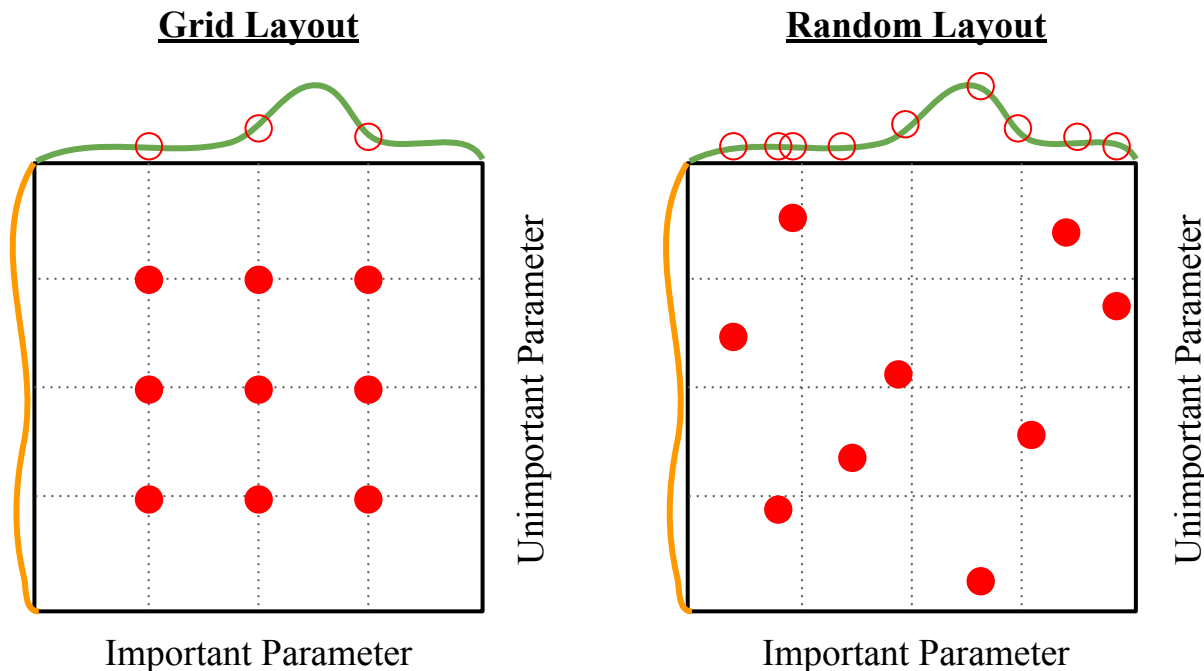 Grid Layout
Unimportant Parameter
Important Parameter
Random Layout
Unimportant Parameter
Important Parameter